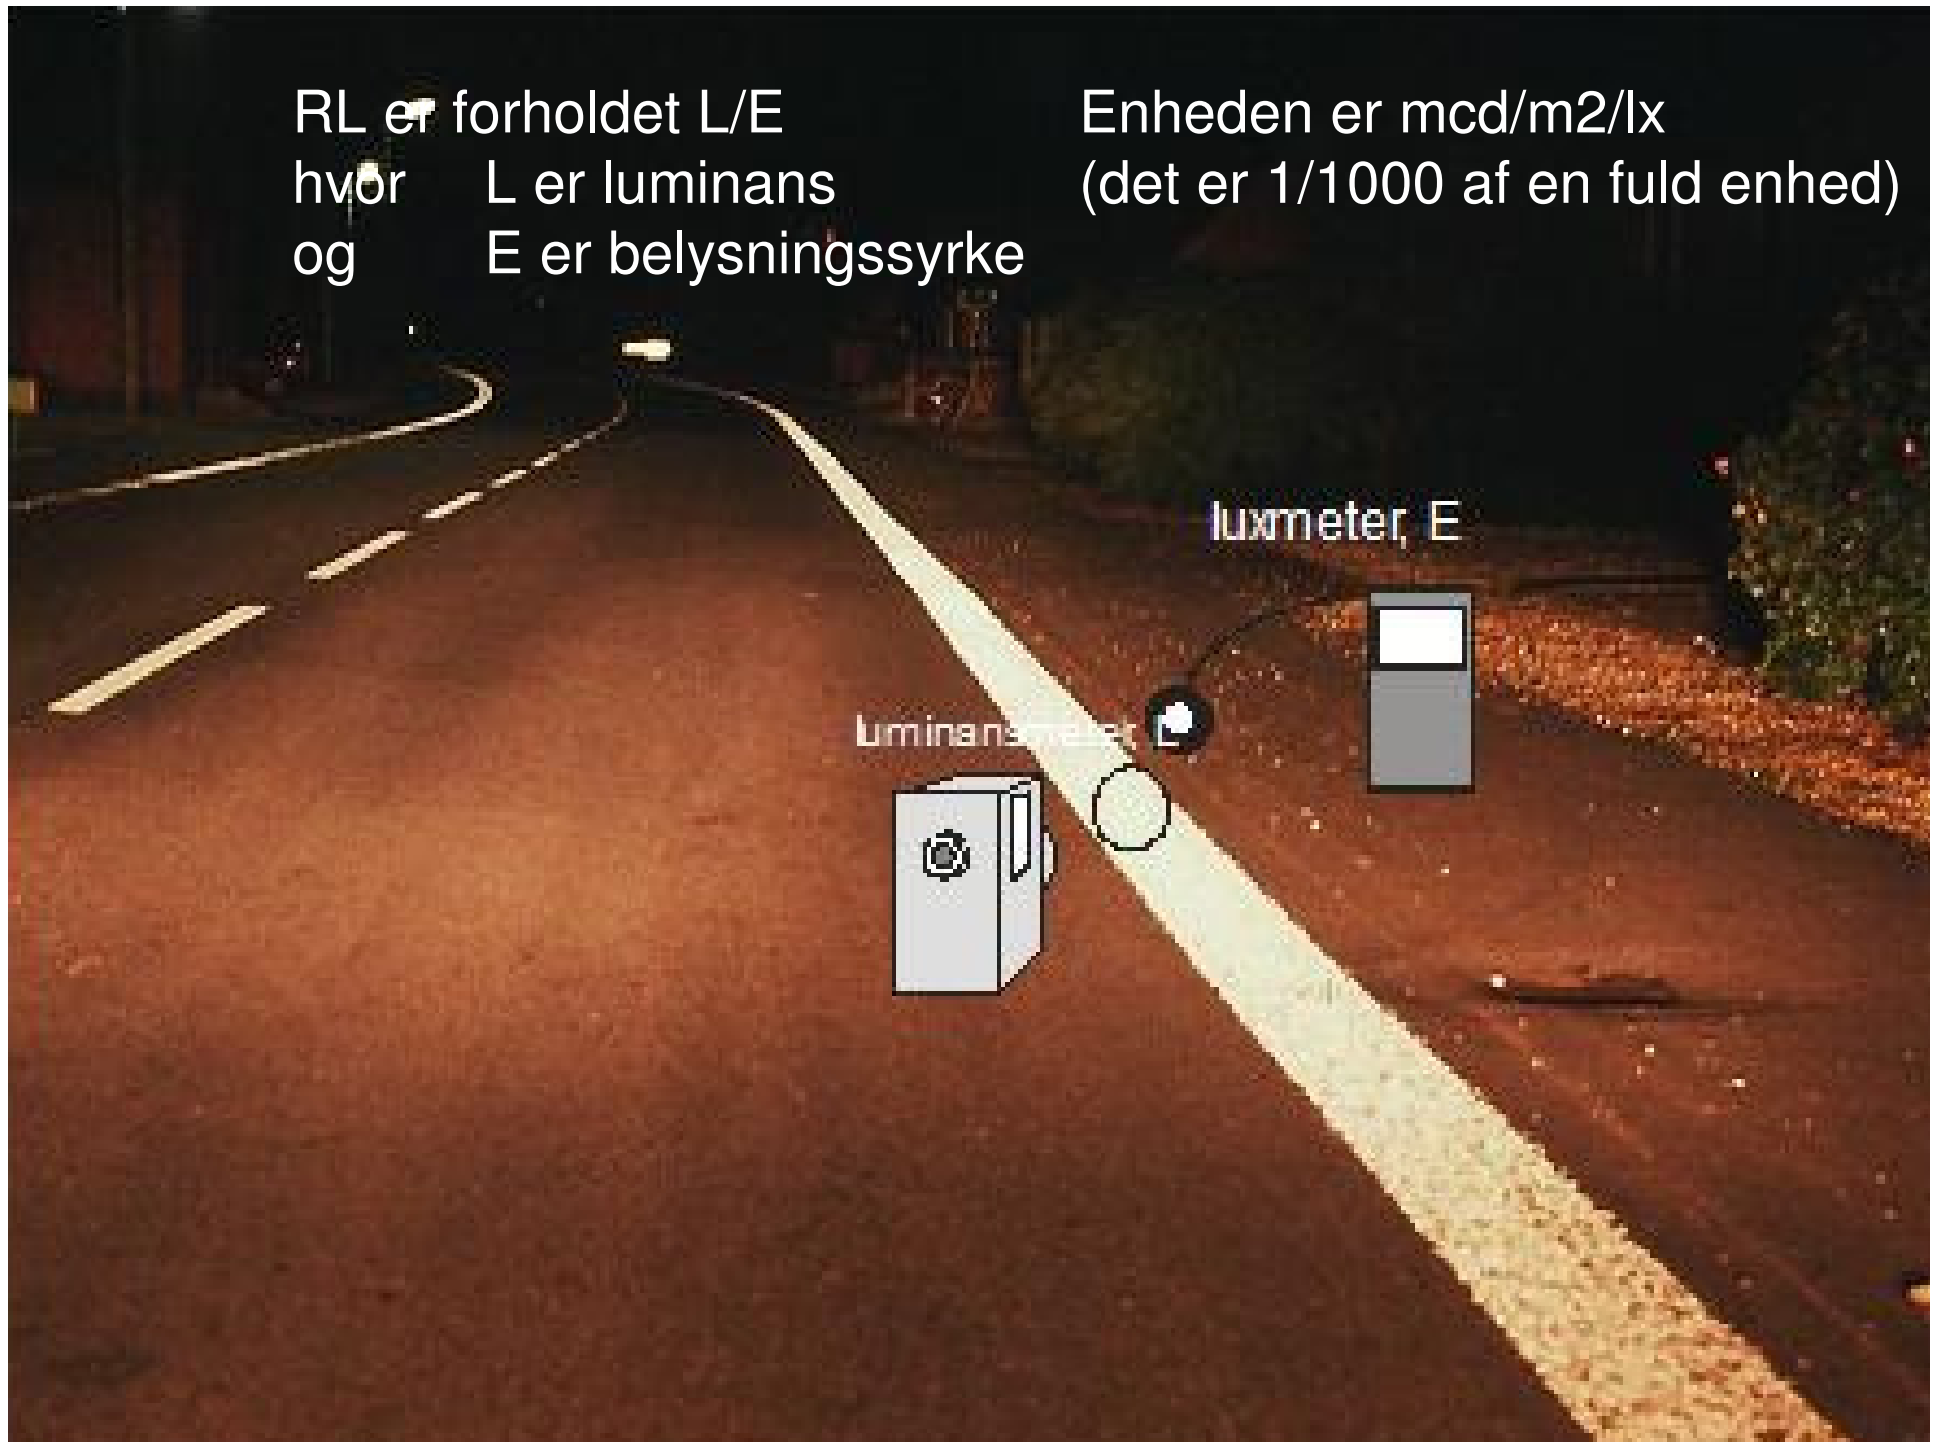 RL er forholdet L/E
hvor L er luminans
og E er belysningssyrke
Enheden er mcd/m2/lx
(det er 1/1000 af en fuld enhed)
luxmeter, E
luminansmeter L